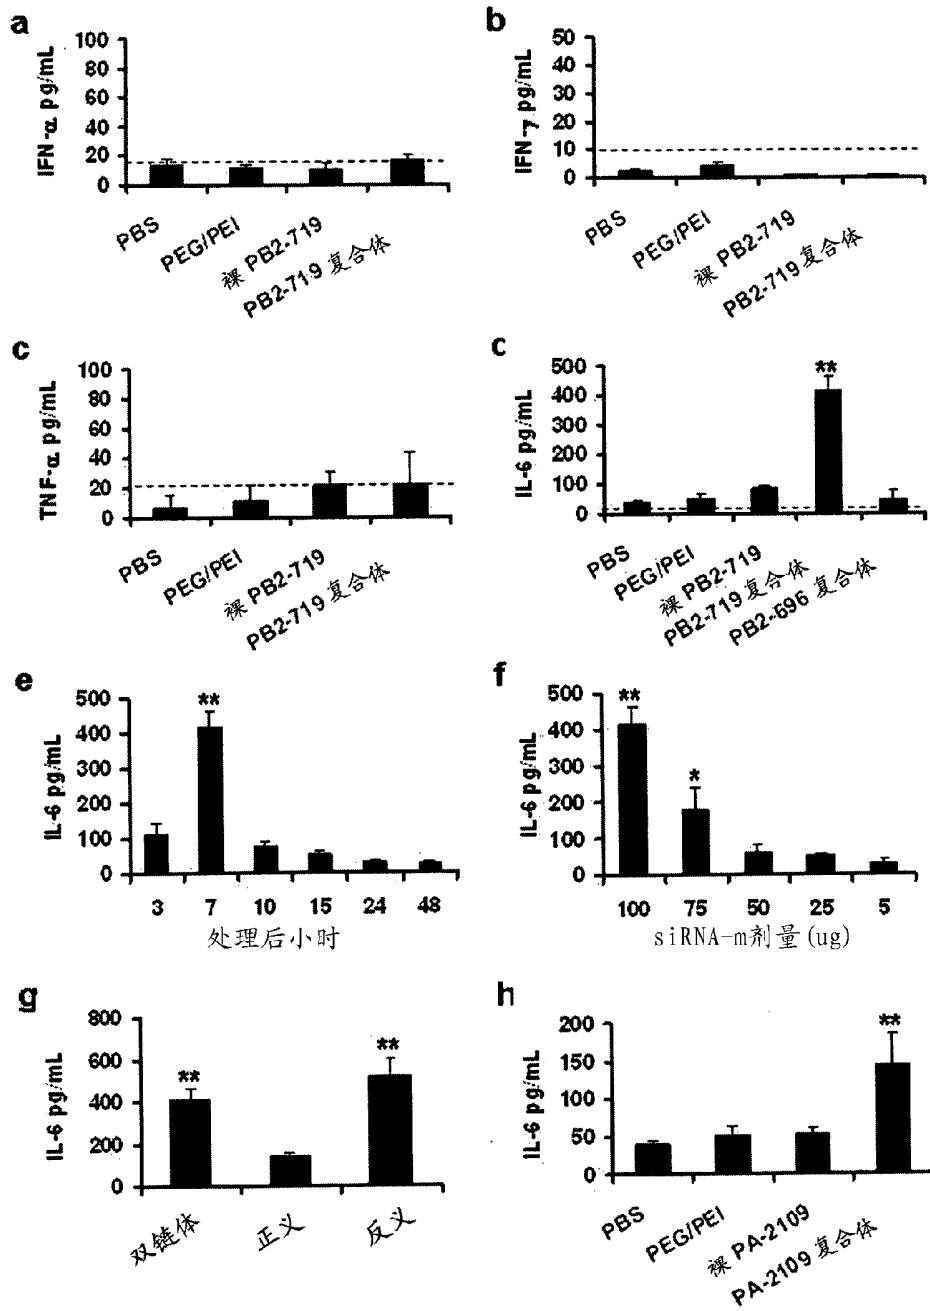 a
IFN-α pg/mL
100
80
60
40
20
0
PBS
PEG/PEI
裸 PB2-719
PB2-719 复合体
b
IFN-γ pg/mL
50
40
30
20
10
0
PBS
PEG/PEI
裸 PB2-719
PB2-719 复合体
c
TNF-α pg/mL
100
80
60
40
20
0
PBS
PEG/PEI
裸 PB2-719
PB2-719 复合体
c
IL-6 pg/mL
500
400
300
200
100
0
**
PBS
PEG/PEI
裸 PB2-719
PB2-719 复合体
PB2-696 复合体
e
IL-6 pg/mL
500
400
300
200
100
0
**
3 7 10 15 24 48
处理后小时
f
IL-6 pg/mL
500
400
300
200
100
0
**
*
100 75 50 25 5
siRNA-m剂量(ug)
g
IL-6 pg/mL
800
600
400
200
0
**
**
双链体
正义
反义
h
IL-6 pg/mL
200
150
100
50
0
**
PBS
PEG/PEI
裸 PA-2109
PA-2109 复合体